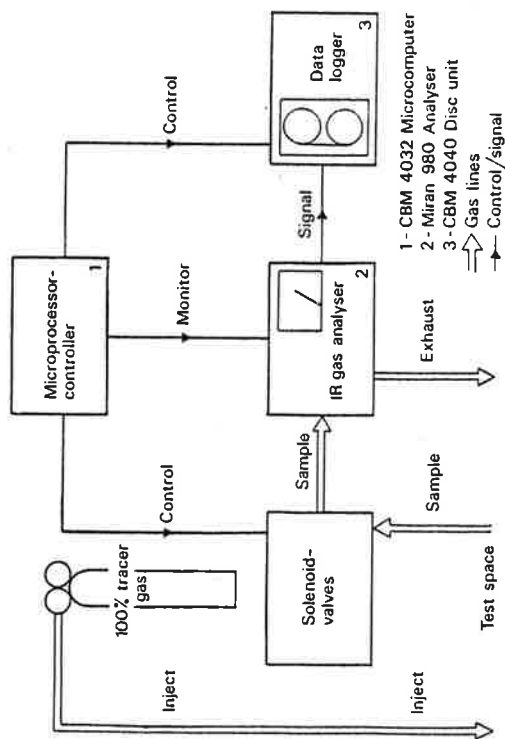 Inject
Inject
100% tracer
gas
Control
Solenoid-
valves
Sample
Test space
Sample
Microprocessor-
controller
1
Monitor
IR gas analyser
2
Exhaust
Control
Signal
Data
logger
3
1 - CBM 4032 Microcomputer
2 - Miran 980 Analyser
3 - CBM 4040 Disc unit
Gas lines
Control/signal